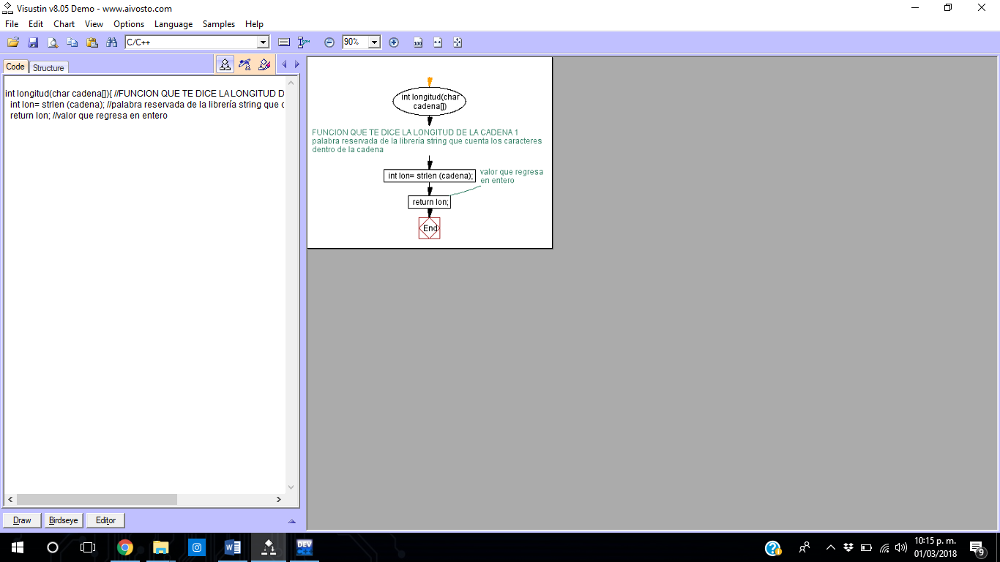 Visustin v8.05 Demo - www.aivosto.com
File Edit Chart View Options Language Samples Help
C/C++
100
90%
Code Structure
int longitud(char cadena[]){ //FUNCION QUE TE DICE LA LONGITUD D
int lon= strlen (cadena); //palabra reservada de la librería string que c
return lon; //valor que regresa en entero
int longitud(char
cadena[])
FUNCION QUE TE DICE LA LONGITUD DE LA CADENA 1
palabra reservada de la librería string que cuenta los caracteres
dentro de la cadena
int lon= strlen (cadena);
valor que regresa
en entero
return lon;
End
Draw Birdseye Editor
DEV
10:15 p. m.
01/03/2018
9